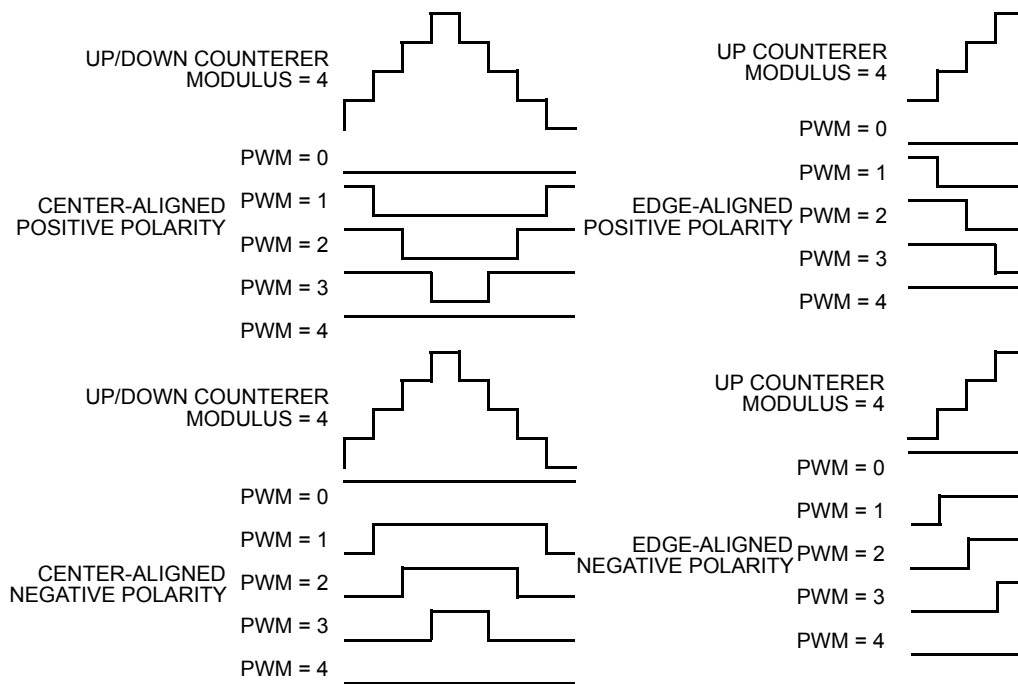 UP/DOWN COUNTERER
MODULUS = 4
PWM = 0
CENTER-ALIGNED
POSITIVE POLARITY
PWM = 1
PWM = 2
PWM = 3
PWM = 4
UP COUNTERER
MODULUS = 4
PWM = 0
PWM = 1
EDGE-ALIGNED
POSITIVE POLARITY
PWM = 2
PWM = 3
PWM = 4
UP/DOWN COUNTERER
MODULUS = 4
PWM = 0
PWM = 1
CENTER-ALIGNED
NEGATIVE POLARITY
PWM = 2
PWM = 3
PWM = 4
UP COUNTERER
MODULUS = 4
PWM = 0
PWM = 1
EDGE-ALIGNED
NEGATIVE POLARITY
PWM = 2
PWM = 3
PWM = 4